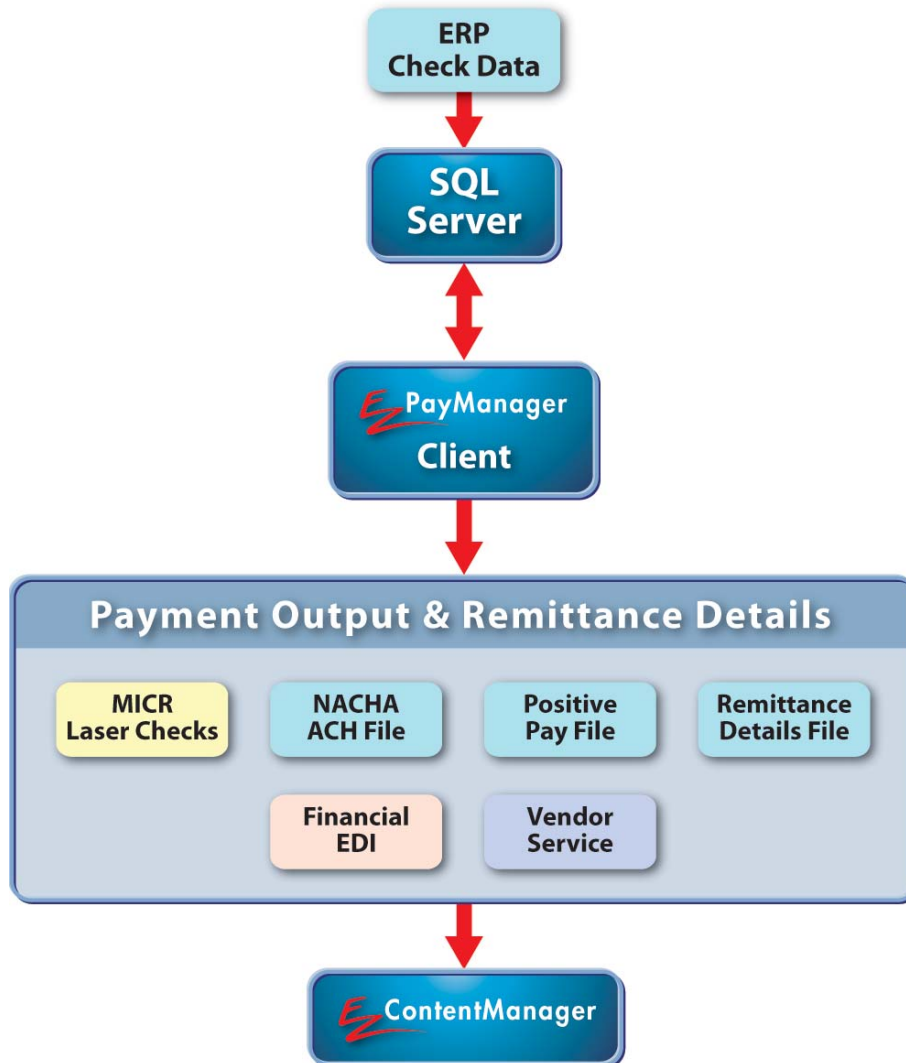 ERP
Check Data
SQL
Server
EZ PayManager
Client
Payment Output & Remittance Details
MICR
Laser Checks
NACHA
ACH File
Positive
Pay File
Remittance
Details File
Financial
EDI
Vendor
Service
EZ ContentManager